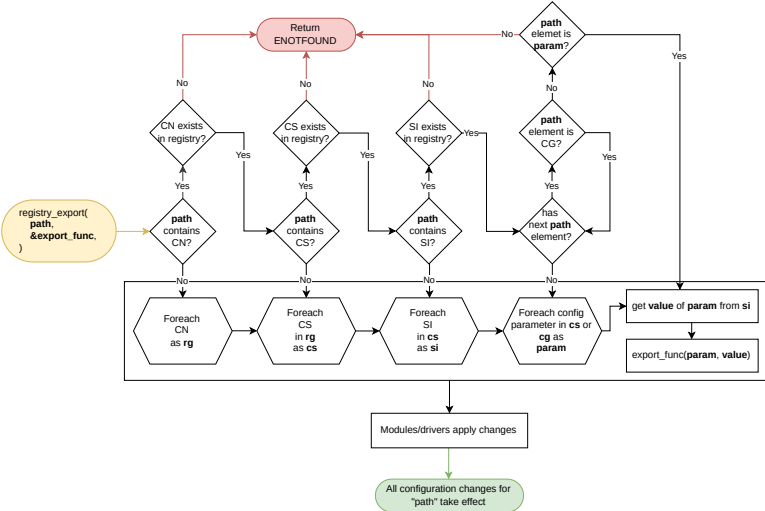 Return
ENOTFOUND
path
elemet is
param?
No
Yes
No
No
No
No
CN exists
in registry?
CS exists
in registry?
SI exists
in registry?
path
element is
CG?
Yes
Yes
Yes
Yes
Yes
Yes
Yes
Yes
registry_export(
path,
&export_func,
)
path
contains
CN?
path
contains
CS?
path
contains
SI?
has
next path
element?
No
No
No
No
Foreach
CN
as rg
Foreach
CS
in rg
as cs
Foreach
SI
in cs
as si
Foreach config
parameter in cs or
cg as
param
get value of param from si
export_func(param, value)
Modules/drivers apply changes
All configuration changes for
"path" take effect